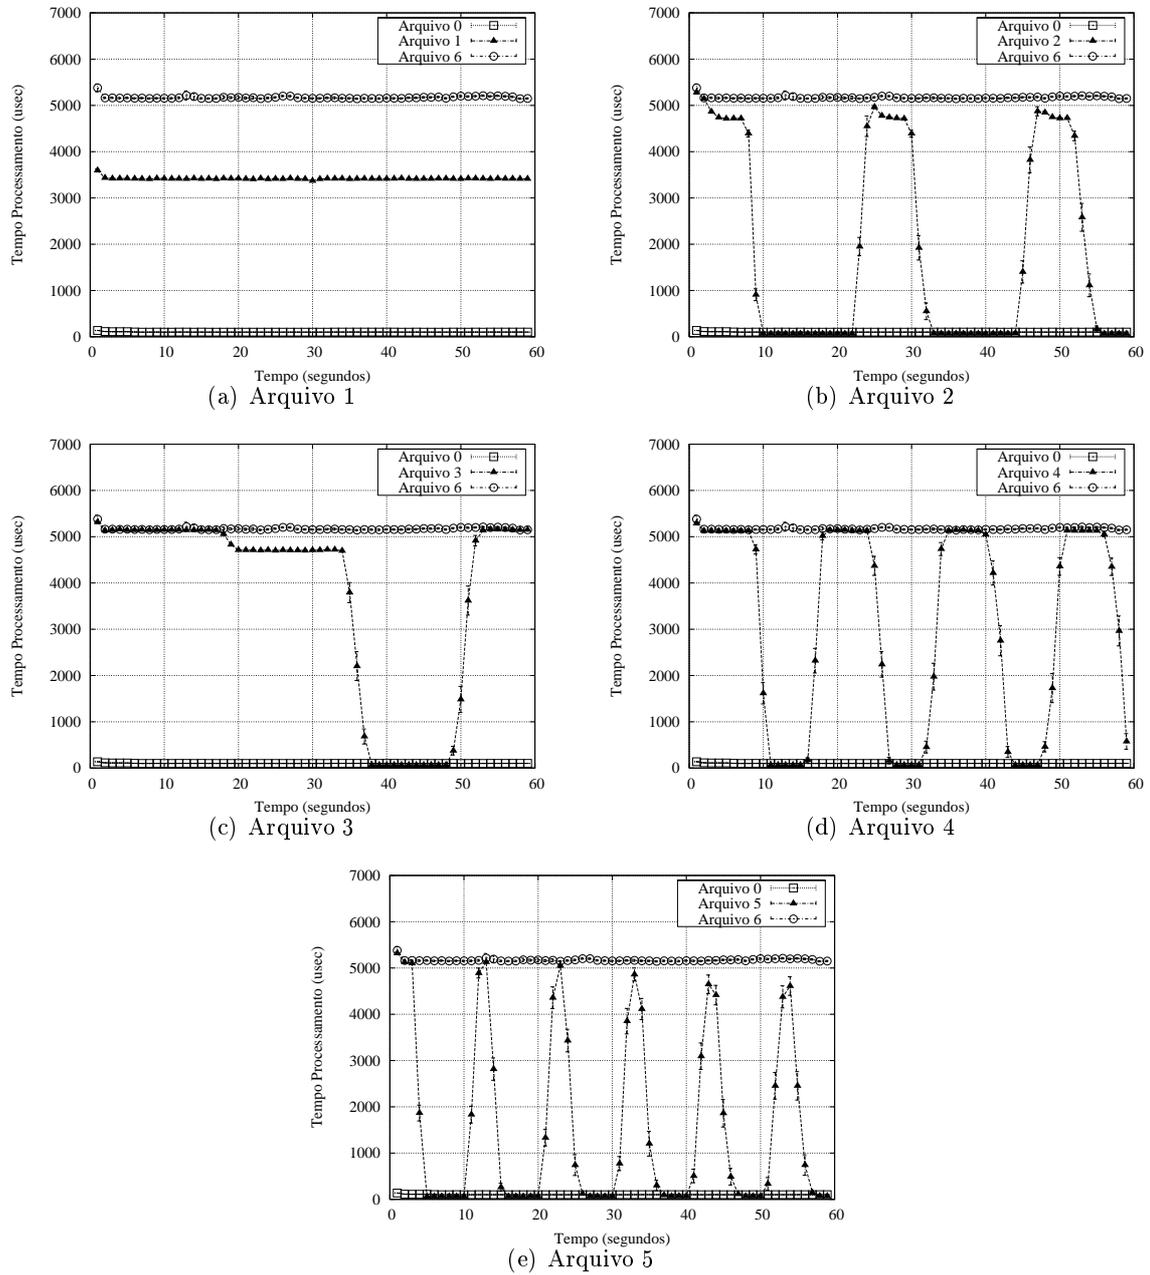 7000
6000
5000
4000
3000
2000
1000
0
Tempo Processamento (usec)
Arquivo 0
Arquivo 1
Arquivo 6
0 10 20 30 40 50 60
Tempo (segundos)
(a) Arquivo 1
7000
6000
5000
4000
3000
2000
1000
0
Tempo Processamento (usec)
Arquivo 0
Arquivo 2
Arquivo 6
0 10 20 30 40 50 60
Tempo (segundos)
(b) Arquivo 2
7000
6000
5000
4000
3000
2000
1000
0
Tempo Processamento (usec)
Arquivo 0
Arquivo 3
Arquivo 6
0 10 20 30 40 50 60
Tempo (segundos)
(c) Arquivo 3
7000
6000
5000
4000
3000
2000
1000
0
Tempo Processamento (usec)
Arquivo 0
Arquivo 4
Arquivo 6
0 10 20 30 40 50 60
Tempo (segundos)
(d) Arquivo 4
7000
6000
5000
4000
3000
2000
1000
0
Tempo Processamento (usec)
Arquivo 0
Arquivo 5
Arquivo 6
0 10 20 30 40 50 60
Tempo (segundos)
(e) Arquivo 5